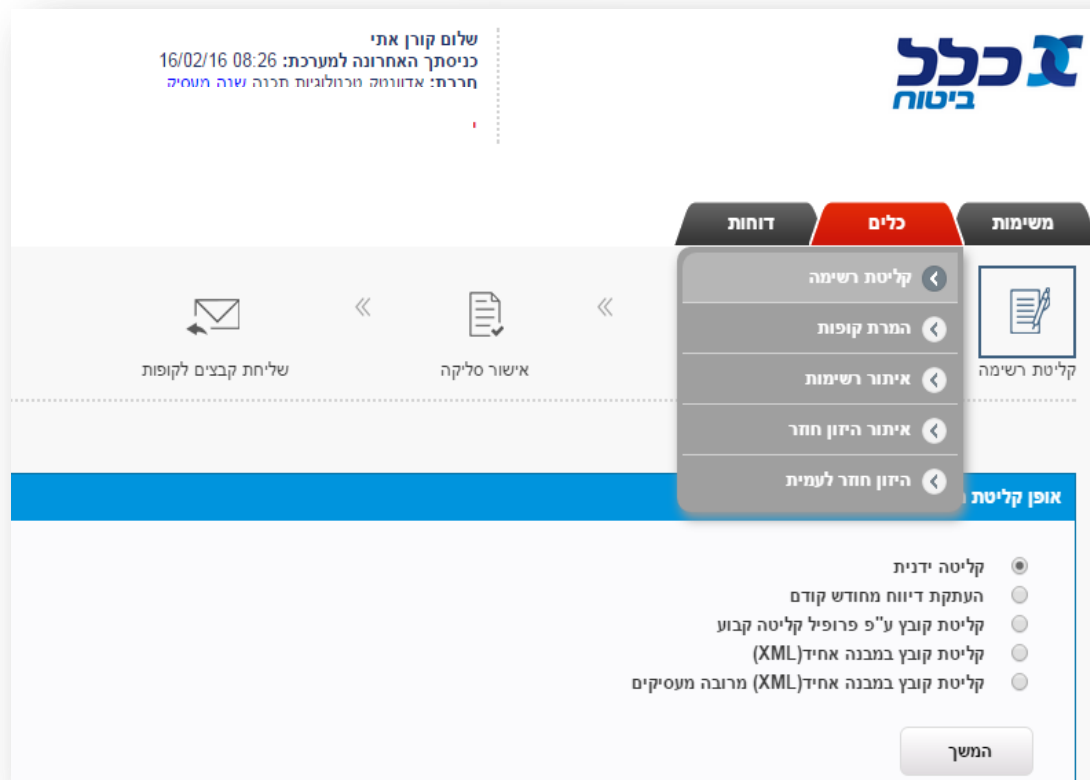 כלל
ביטוח
שלום קורן אתי
כניסתך האחרונה למערכת: 16/02/16 08:26
חברת: אדוונטק טכנולוגיות תכנה שנה מעסיק
משימות
כלים
דוחות
קליטת רשימה
המרת קופות
איתור רשימות
איתור היזון חוזר
היזון חוזר לעמית
קליטת רשימה
אישור סליקה
שליחת קבצים לקופות
אופן קליטת
קליטה ידנית
העתקת דיווח מחודש קודם
קליטת קובץ ע"פ פרופיל קליטה קבוע
קליטת קובץ במבנה אחיד(XML)
קליטת קובץ במבנה אחיד(XML) מרובה מעסיקים
המשך